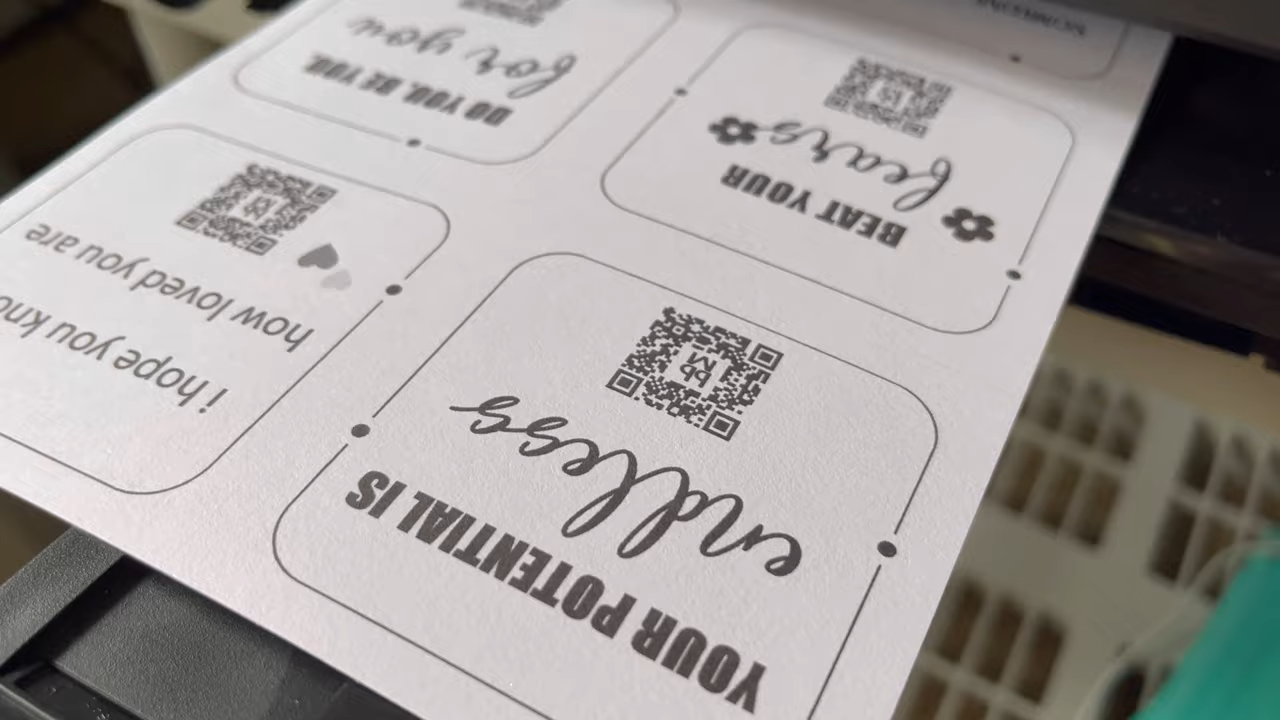 YOUR POTENTIAL IS
endless
i hope you
how loved you are
BEAT YOUR
fears
DO YOU, BE YOU,
for you